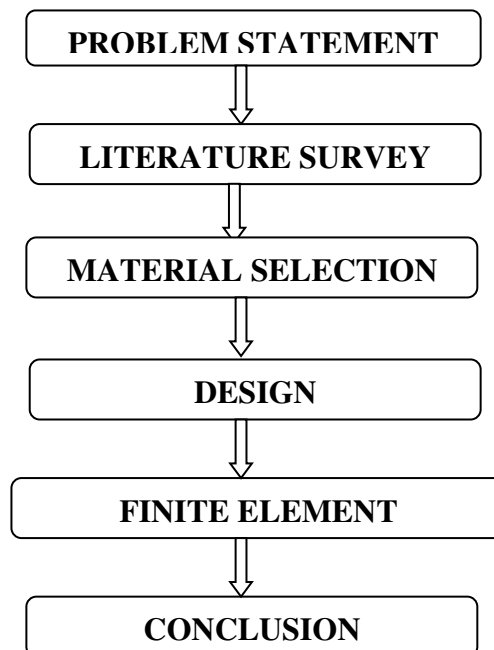 PROBLEM STATEMENT
LITERATURE SURVEY
MATERIAL SELECTION
DESIGN
FINITE ELEMENT
CONCLUSION